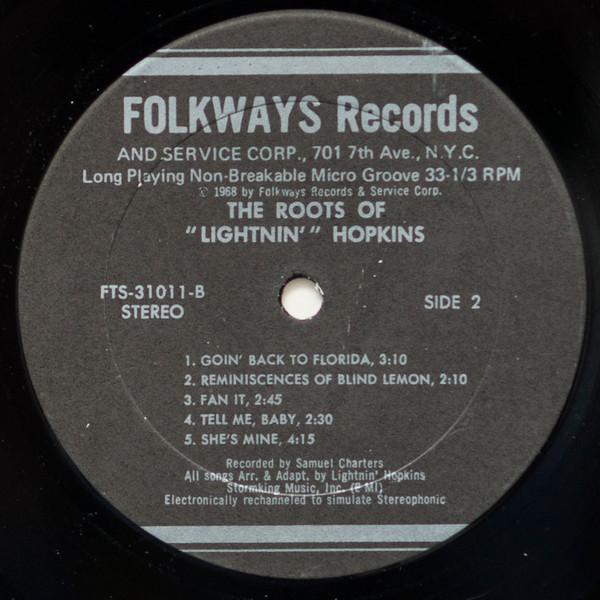 FOLKWAYS Records
AND SERVICE CORP., 701 7th Ave., N.Y.C.
Long Playing Non-Breakable Micro Groove 33-1/3 RPM
© 1968 by Folkways Records & Service Corp.
THE ROOTS OF
"LIGHTNIN'" HOPKINS
FTS-31011-B
STEREO
SIDE 2
1. GOIN' BACK TO FLORIDA, 3:10
2. REMINISCENCES OF BLIND LEMON, 2:10
3. FAN IT, 2:45
4. TELL ME, BABY, 2:30
5. SHE'S MINE, 4:15
Recorded by Samuel Charters
All songs Arr. & Adapt. by Lightnin' Hopkins
Stormking Music, Inc. (B MI)
Electronically rechanneled to simulate Stereophonic